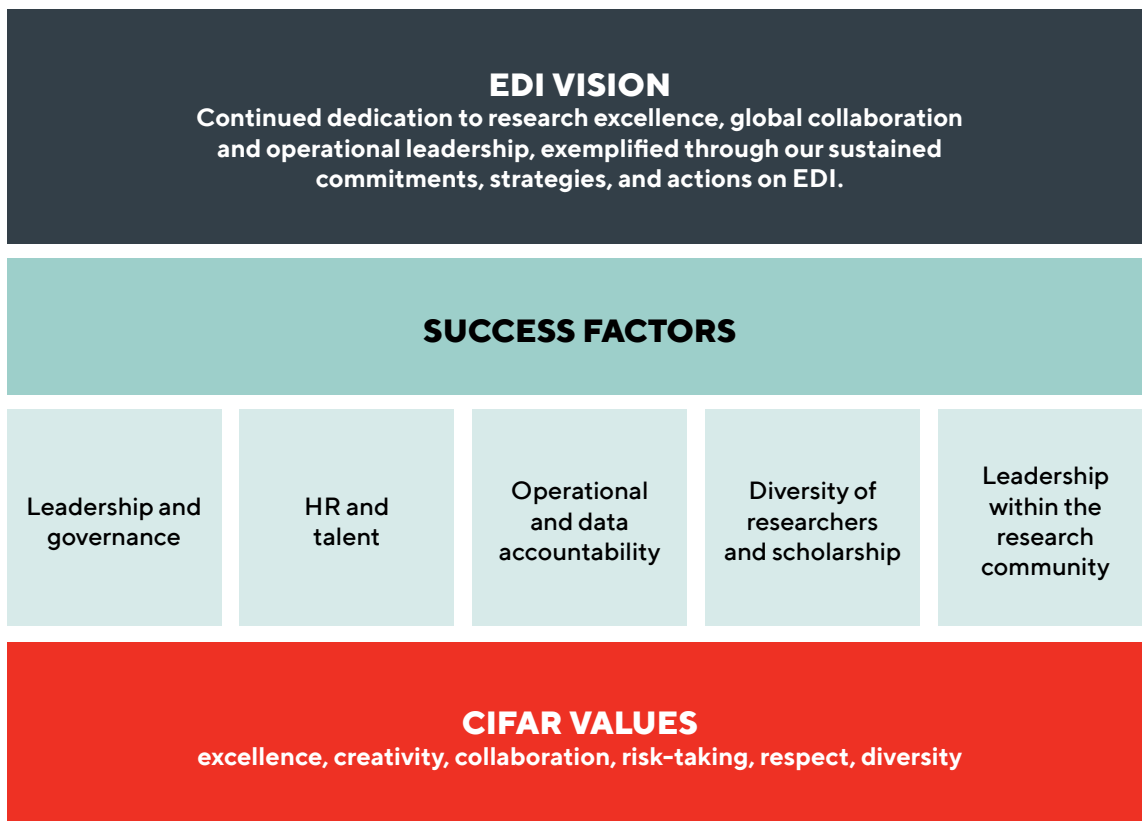 EDI VISION
Continued dedication to research excellence, global collaboration
and operational leadership, exemplified through our sustained
commitments, strategies, and actions on EDI.
SUCCESS FACTORS
Leadership and
governance
HR and
talent
Operational
and data
accountability
Diversity of
researchers
and scholarship
Leadership
within the
research
community
CIFAR VALUES
excellence, creativity, collaboration, risk-taking, respect, diversity